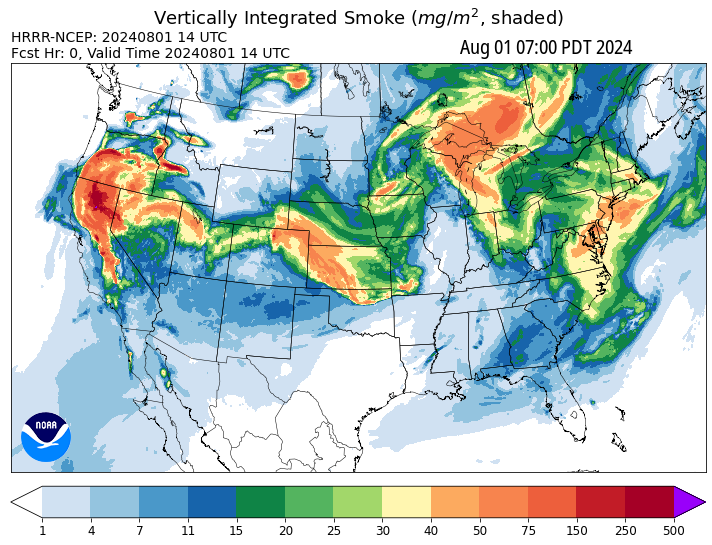 Vertically Integrated Smoke (mg/m², shaded)
HRRR-NCEP: 20240801 14 UTC
Fcst Hr: 0, Valid Time 20240801 14 UTC
Aug 01 07:00 PDT 2024
NOAA
1 4 7 11 15 20 25 30 40 50 75 150 250 500